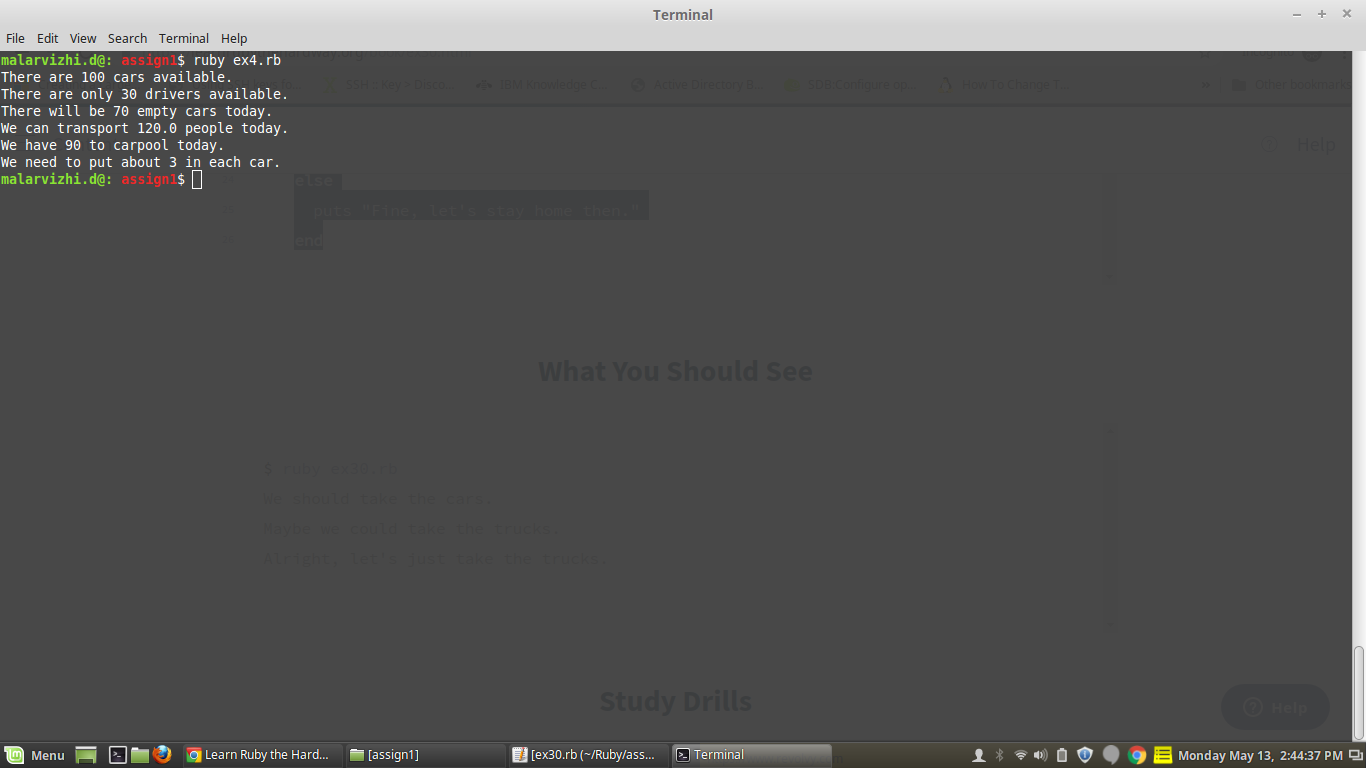 Terminal
File Edit View Search Terminal Help
malarvizhi.d@: assign1$ ruby ex4.rb
There are 100 cars available.
There are only 30 drivers available.
There will be 70 empty cars today.
We can transport 120.0 people today.
We have 90 to carpool today.
We need to put about 3 in each car.
malarvizhi.d@: assign1$
SSH : Key > Disco... IBM Knowledge C... Active Directory B... SDB:Configure op... How To Change T... » Other bookmarks
Help
else
puts "Fine, let's stay home then."
end
What You Should See
$ ruby ex30.rb
We should take the cars.
Maybe we could take the trucks.
Alright, let's just take the trucks.
Study Drills
Help
Menu Learn Ruby the Hard... [assign1] [ex30.rb (~/Ruby/ass... Terminal Monday May 13, 2:44:37 PM